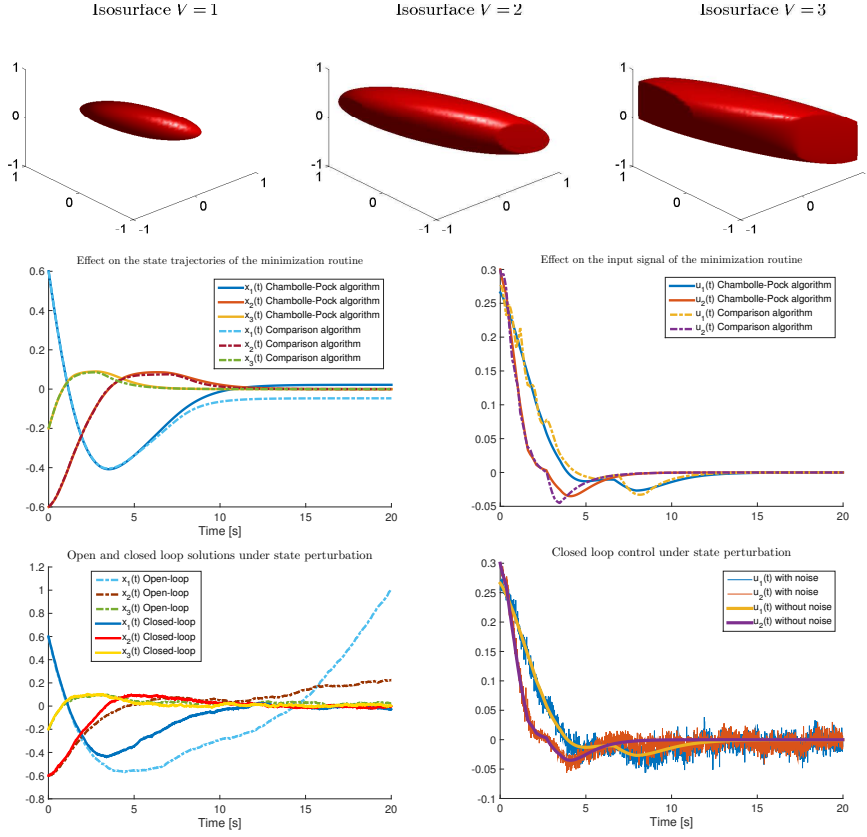 Isosurface V = 1
Isosurface V = 2
Isosurface V = 3
1
0
-1
1
0
-1
-1
0
1
1
0
-1
1
0
-1
-1
0
1
1
0
-1
1
0
-1
-1
0
1
Effect on the state trajectories of the minimization routine
0.6
0.4
0.2
0
-0.2
-0.4
-0.6
0
5
10
15
20
Time [s]
x1(t) Chambolle-Pock algorithm
x2(t) Chambolle-Pock algorithm
x3(t) Chambolle-Pock algorithm
x1(t) Comparison algorithm
x2(t) Comparison algorithm
x3(t) Comparison algorithm
Effect on the input signal of the minimization routine
0.3
0.25
0.2
0.15
0.1
0.05
0
-0.05
0
5
10
15
20
Time [s]
u1(t) Chambolle-Pock algorithm
u2(t) Chambolle-Pock algorithm
u1(t) Comparison algorithm
u2(t) Comparison algorithm
Open and closed loop solutions under state perturbation
1.2
1
0.8
0.6
0.4
0.2
0
-0.2
-0.4
-0.6
-0.8
0
5
10
15
20
Time [s]
x1(t) Open-loop
x2(t) Open-loop
x3(t) Open-loop
x1(t) Closed-loop
x2(t) Closed-loop
x3(t) Closed-loop
Closed loop control under state perturbation
0.3
0.25
0.2
0.15
0.1
0.05
0
-0.05
-0.1
0
5
10
15
20
Time [s]
u1(t) with noise
u2(t) with noise
u1(t) without noise
u2(t) without noise